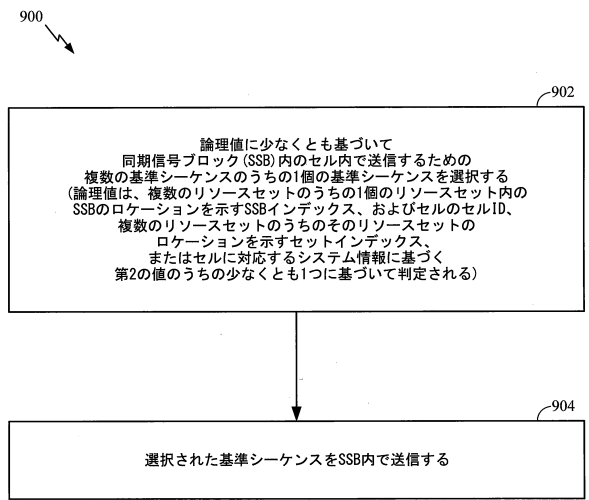 900
902
論理値に少なくとも基づいて
同期信号ブロック(SSB)内のセル内で送信するための
複数の基準シーケンスのうちの1個の基準シーケンスを選択する
(論理値は、複数のリソースセットのうちの1個のリソースセット内の
SSBのロケーションを示すSSBインデックス、およびセルのセルID、
複数のリソースセットのうちのそのリソースセットの
ロケーションを示すセットインデックス、
またはセルに対応するシステム情報に基づく
第2の値のうちの少なくとも1つに基づいて判定される)
904
選択された基準シーケンスをSSB内で送信する